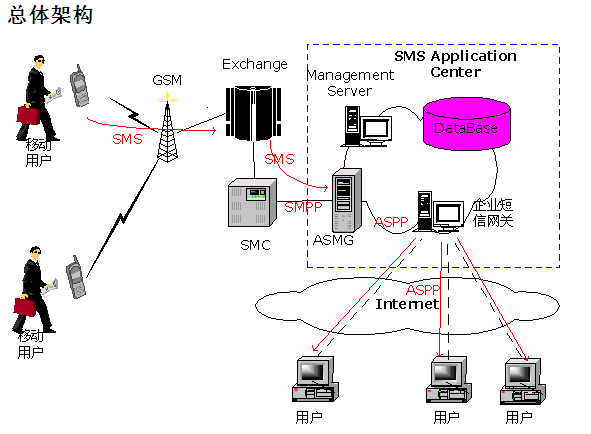 总体架构
SMS Application
Center
Exchange
GSM
Management
Server
DataBase
SMS
SMS
移动
用户
SMPP
ASPP
企业短
信网关
SMC
ASMG
ASPP
Internet
移动
用户
用户
用户
用户